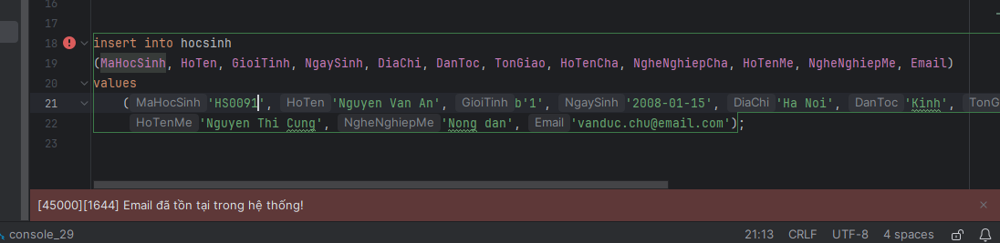 16
17
18 insert into hocsinh
19 (MaHocSinh, HoTen, GioiTinh, NgaySinh, DiaChi, DanToc, TonGiao, HoTenCha, NgheNghiepCha, HoTenMe, NgheNghiepMe, Email)
20 values
21 ( MaHocSinh 'HS0091', HoTen 'Nguyen Van An', GioiTinh b'1', NgaySinh '2008-01-15', DiaChi 'Ha Noi', DanToc 'Kinh', TonG
22 HoTenMe 'Nguyen Thi Cung', NgheNghiepMe 'Nong dan', Email 'vanduc.chu@email.com');
23
[45000][1644] Email đã tồn tại trong hệ thống!
console_29 21:13 CRLF UTF-8 4 spaces